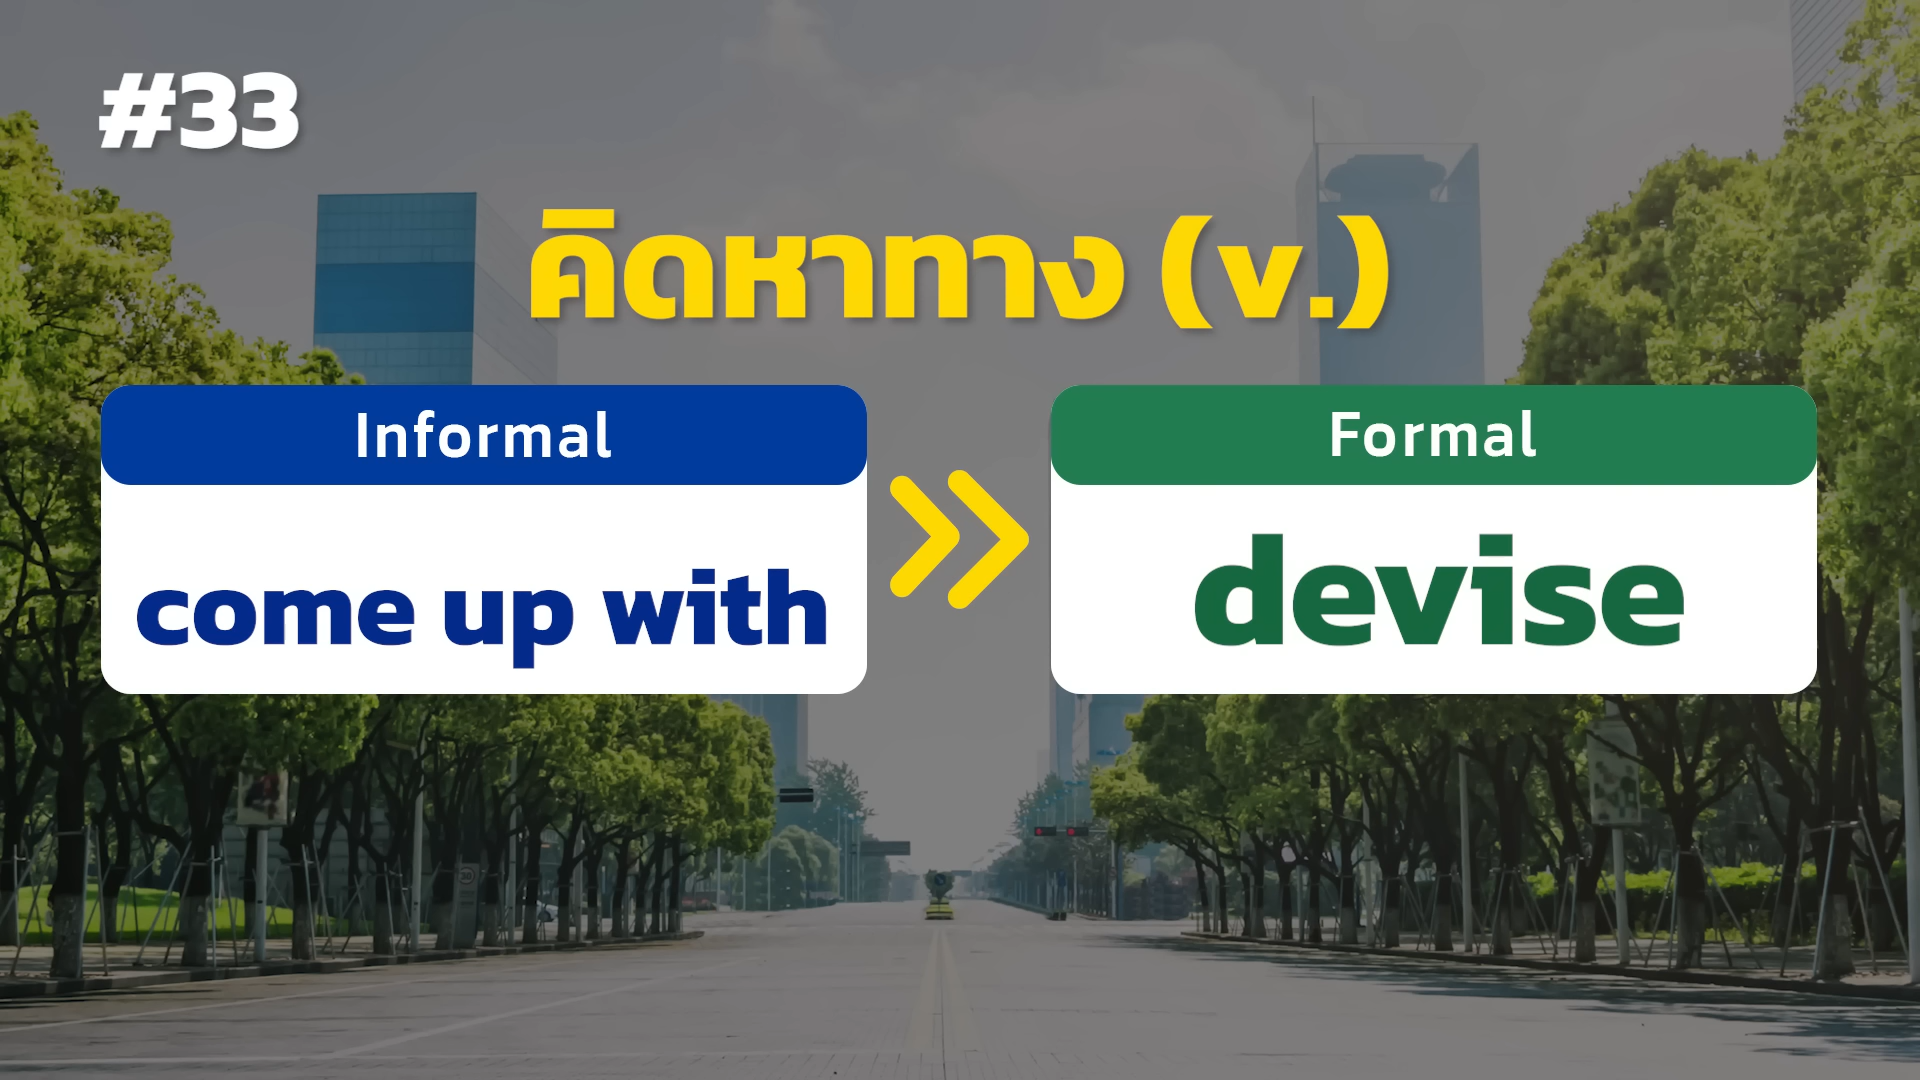 #33
คิดหาทาง (v.)
Informal
come up with
Formal
devise